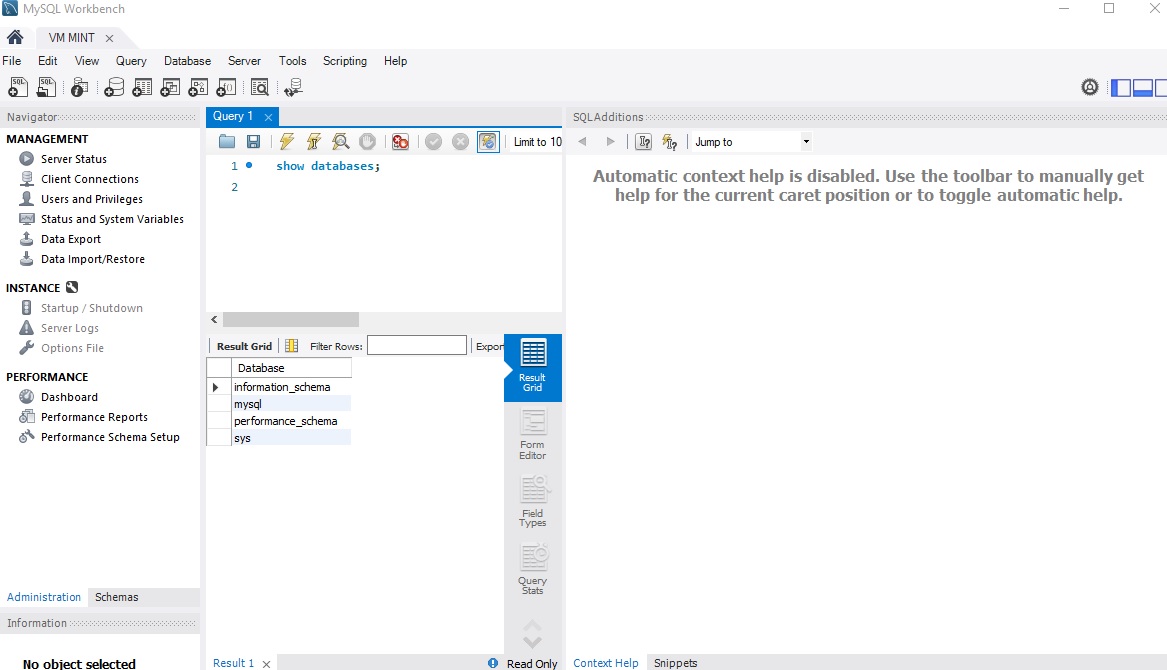 MySQL Workbench
VM MINT
File Edit View Query Database Server Tools Scripting Help
Navigator
MANAGEMENT
Server Status
Client Connections
Users and Privileges
Status and System Variables
Data Export
Data Import/Restore
INSTANCE
Startup / Shutdown
Server Logs
Options File
PERFORMANCE
Dashboard
Performance Reports
Performance Schema Setup
Administration Schemas
Information
No object selected
Query 1
Limit to 10
1 show databases;
2
Result Grid Filter Rows: Export
Database
information_schema
mysql
performance_schema
sys
Result
Grid
Form
Editor
Field
Types
Query
Stats
Result 1
Read Only
SQLAdditions
Jump to
Automatic context help is disabled. Use the toolbar to manually get
help for the current caret position or to toggle automatic help.
Context Help Snippets